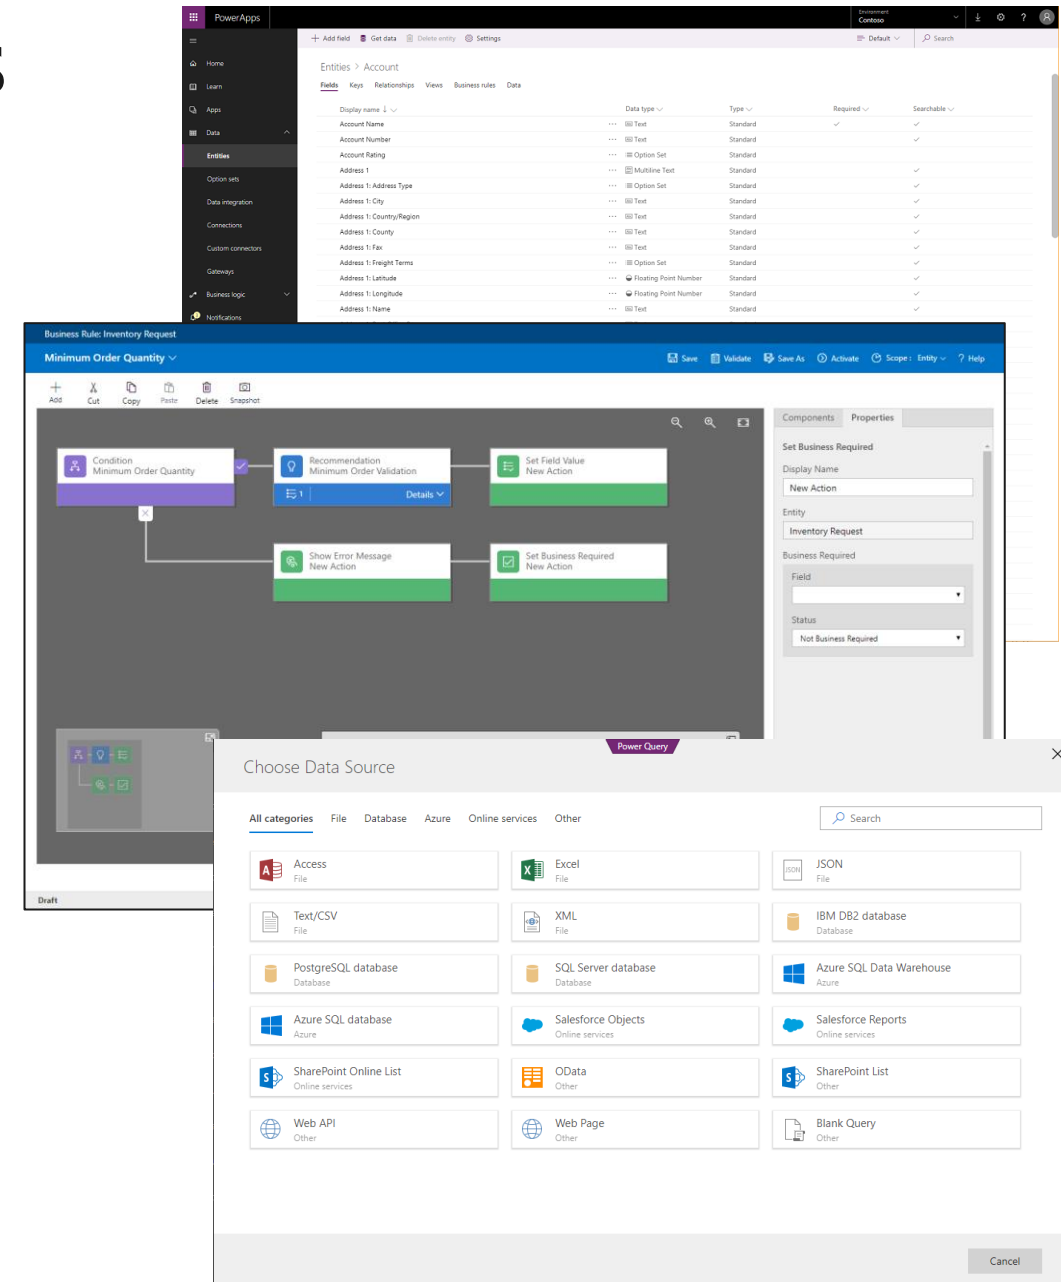 PowerApps
Environment
Contoso
Add field Get data Delete entity Settings
Default Search
Home
Learn
Apps
Data
Entities
Option sets
Data integration
Connections
Custom connectors
Gateways
Business logic
Notifications
Entities > Account
Fields Keys Relationships Views Business rules Data
Display name Data type Type Required Searchable
Account Name ... Text Standard
Account Number ... Text Standard
Account Rating ... Option Set Standard
Address 1 ... Multiline Text Standard
Address 1: Address Type ... Option Set Standard
Address 1: City ... Text Standard
Address 1: Country/Region ... Text Standard
Address 1: County ... Text Standard
Address 1: Fax ... Text Standard
Address 1: Freight Terms ... Option Set Standard
Address 1: Latitude ... Floating Point Number Standard
Address 1: Longitude ... Floating Point Number Standard
Address 1: Name ... Text Standard
Business Rule: Inventory Request
Minimum Order Quantity
Save Validate Save As Activate Scope : Entity ? Help
Add Cut Copy Paste Delete Snapshot
Condition
Minimum Order Quantity
Recommendation
Minimum Order Validation
1 Details
Set Field Value
New Action
Show Error Message
New Action
Set Business Required
New Action
Components Properties
Set Business Required
Display Name
New Action
Entity
Inventory Request
Business Required
Field
Status
Not Business Required
Draft
Power Query
Choose Data Source
All categories File Database Azure Online services Other
Search
Access
File
Excel
File
JSON
JSON
File
Text/CSV
File
XML
File
IBM DB2 database
Database
PostgreSQL database
Database
SQL Server database
Database
Azure SQL Data Warehouse
Azure
Azure SQL database
Azure
Salesforce Objects
Online services
Salesforce Reports
Online services
SharePoint Online List
Online services
OData
Other
SharePoint List
Other
Web API
Other
Web Page
Other
Blank Query
Other
Cancel